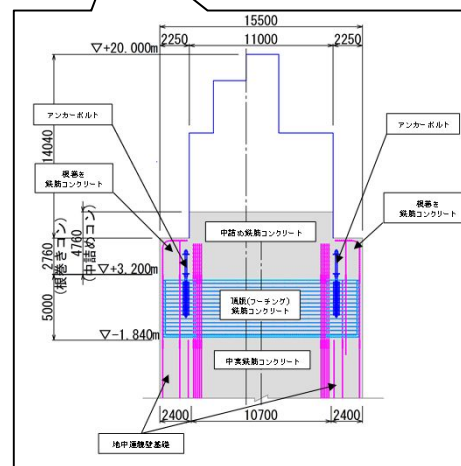 15500
2250 11000 2250
▽+20.000m
アンカーボルト
アンカーボルト
14040
根巻き
鉄筋コンクリート
根巻き
鉄筋コンクリート
中詰め鉄筋コンクリート
4760
(中詰めコン)
2760
(根巻きコン)
▽+3.200m
頂版(フーチング)
鉄筋コンクリート
5000
▽-1.840m
中実鉄筋コンクリート
2400 10700 2400
地中連続壁基礎